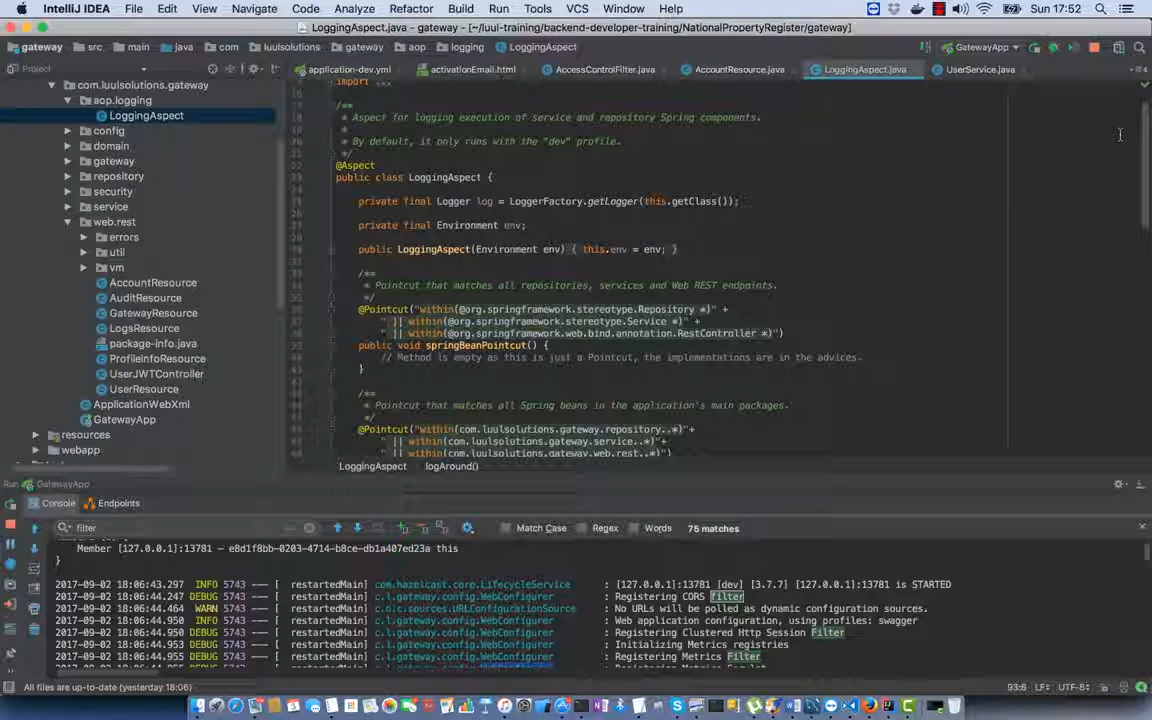 IntelliJ IDEA File Edit View Navigate Code Analyze Refactor Build Run Tools VCS Window Help Sun 17:52
LoggingAspect.java - gateway - [~/luul-training/backend-developer-training/NationalPropertyRegister/gateway]
gateway src main java com luulsolutions gateway aop logging LoggingAspect GatewayApp
Project application-dev.yml activationEmail.html AccessControlFilter.java AccountResource.java LoggingAspect.java UserService.java
com.luulsolutions.gateway
aop.logging
LoggingAspect
config
domain
gateway
repository
security
service
web.rest
errors
util
vm
AccountResource
AuditResource
GatewayResource
LogsResource
package-info.java
ProfileInfoResource
UserJWTController
UserResource
ApplicationWebXml
GatewayApp
resources
webapp
import ...
/**
* Aspect for logging execution of service and repository Spring components.
*
* By default, it only runs with the "dev" profile.
*/
@Aspect
public class LoggingAspect {
private final Logger log = LoggerFactory.getLogger(this.getClass());
private final Environment env;
public LoggingAspect(Environment env) { this.env = env; }
/**
* Pointcut that matches all repositories, services and Web REST endpoints.
*/
@Pointcut("within(@org.springframework.stereotype.Repository *)" +
" || within(@org.springframework.stereotype.Service *)" +
" || within(@org.springframework.web.bind.annotation.RestController *)")
public void springBeanPointcut() {
// Method is empty as this is just a Pointcut, the implementations are in the advices.
}
/**
* Pointcut that matches all Spring beans in the application's main packages.
*/
@Pointcut("within(com.luulsolutions.gateway.repository..*)"+
" || within(com.luulsolutions.gateway.service..*)"+
" || within(com.luulsolutions.gateway.web.rest..*)")
LoggingAspect logAround()
Run GatewayApp
Console Endpoints
filter Match Case Regex Words 75 matches
Member [127.0.0.1]:13781 - e8d1f8bb-0203-4714-b8ce-db1a407ed23a this
}
2017-09-02 18:06:43.297 INFO 5743 --- [ restartedMain] com.hazelcast.core.LifecycleService : [127.0.0.1]:13781 [dev] [3.7.7] [127.0.0.1]:13781 is STARTED
2017-09-02 18:06:44.247 DEBUG 5743 --- [ restartedMain] c.l.gateway.config.WebConfigurer : Registering CORS filter
2017-09-02 18:06:44.464 WARN 5743 --- [ restartedMain] c.n.c.sources.URLConfigurationSource : No URLs will be polled as dynamic configuration sources.
2017-09-02 18:06:44.950 INFO 5743 --- [ restartedMain] c.l.gateway.config.WebConfigurer : Web application configuration, using profiles: swagger
2017-09-02 18:06:44.950 DEBUG 5743 --- [ restartedMain] c.l.gateway.config.WebConfigurer : Registering Clustered Http Session Filter
2017-09-02 18:06:44.953 DEBUG 5743 --- [ restartedMain] c.l.gateway.config.WebConfigurer : Initializing Metrics registries
2017-09-02 18:06:44.955 DEBUG 5743 --- [ restartedMain] c.l.gateway.config.WebConfigurer : Registering Metrics Filter
All files are up-to-date (yesterday 18:06) 93:6 LF÷ UTF-8÷